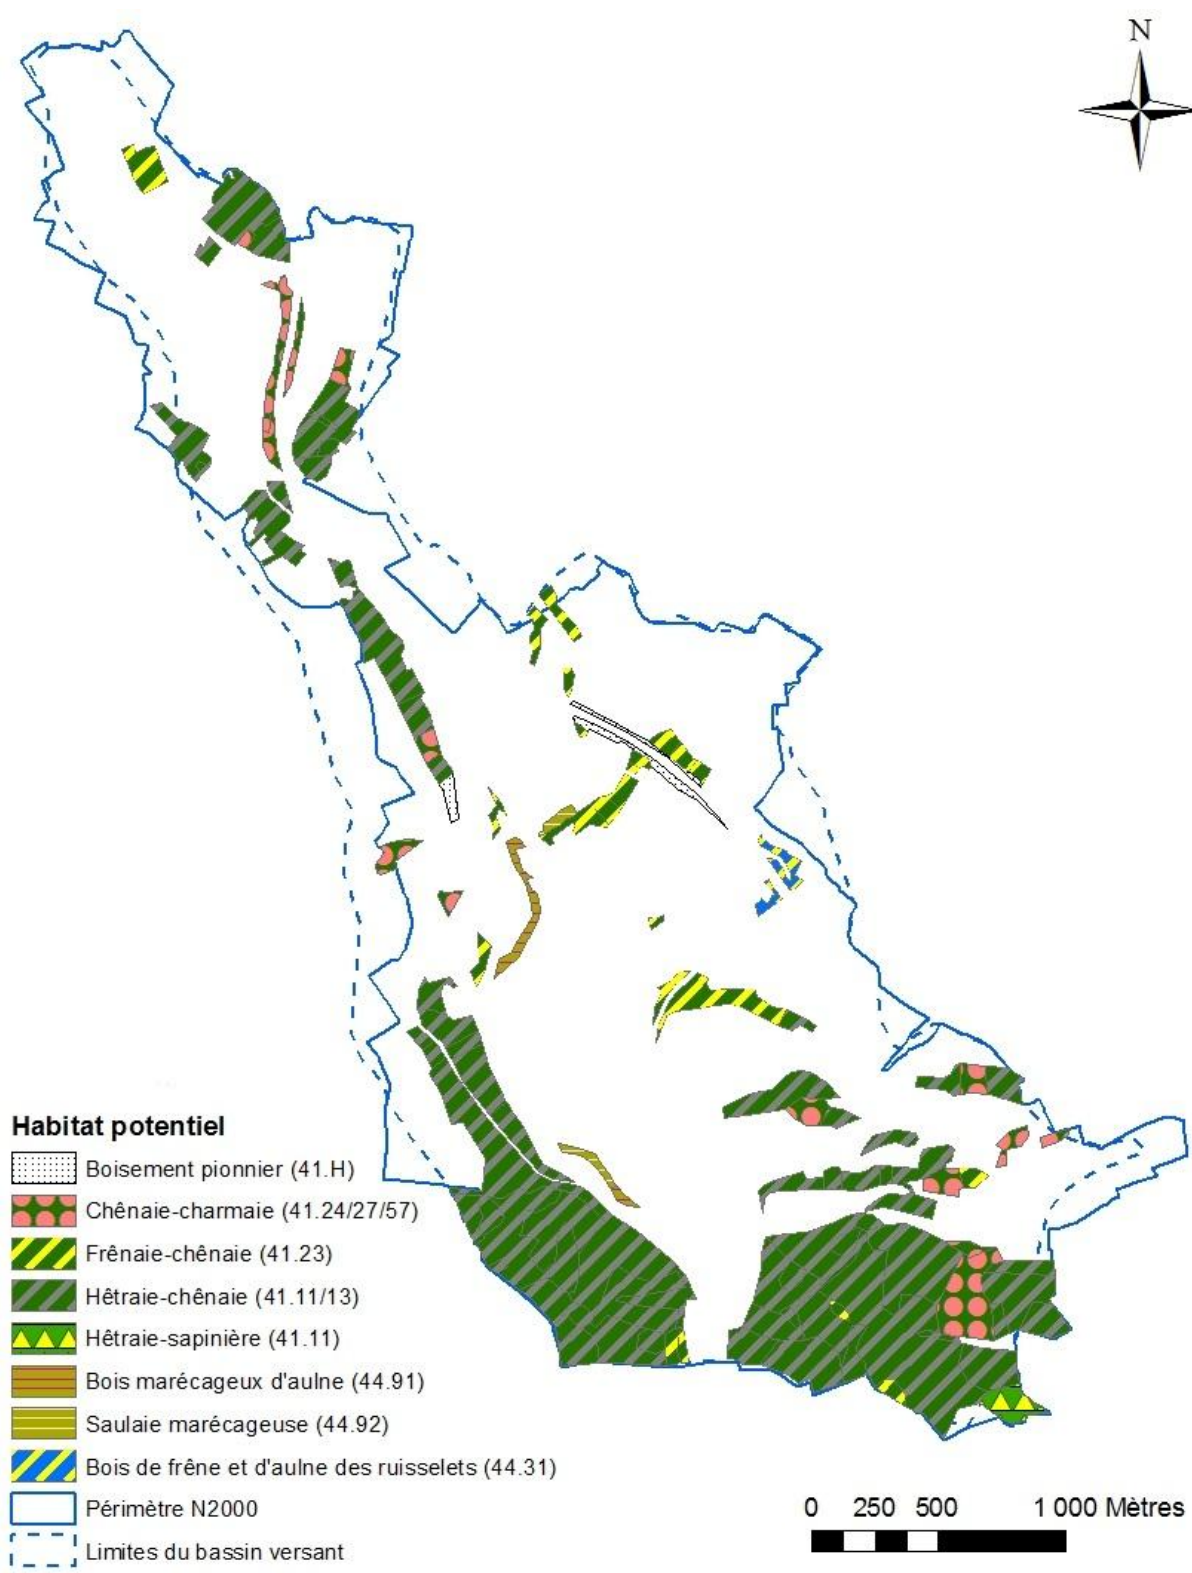 N
Habitat potentiel
Boisement pionnier (41.H)
Chênaie-charmaie (41.24/27/57)
Frênaie-chênaie (41.23)
Hêtraie-chênaie (41.11/13)
Hêtraie-sapinière (41.11)
Bois marécageux d'aulne (44.91)
Saulaie marécageuse (44.92)
Bois de frêne et d'aulne des ruisselets (44.31)
Périmètre N2000
Limites du bassin versant
0 250 500 1 000 Mètres